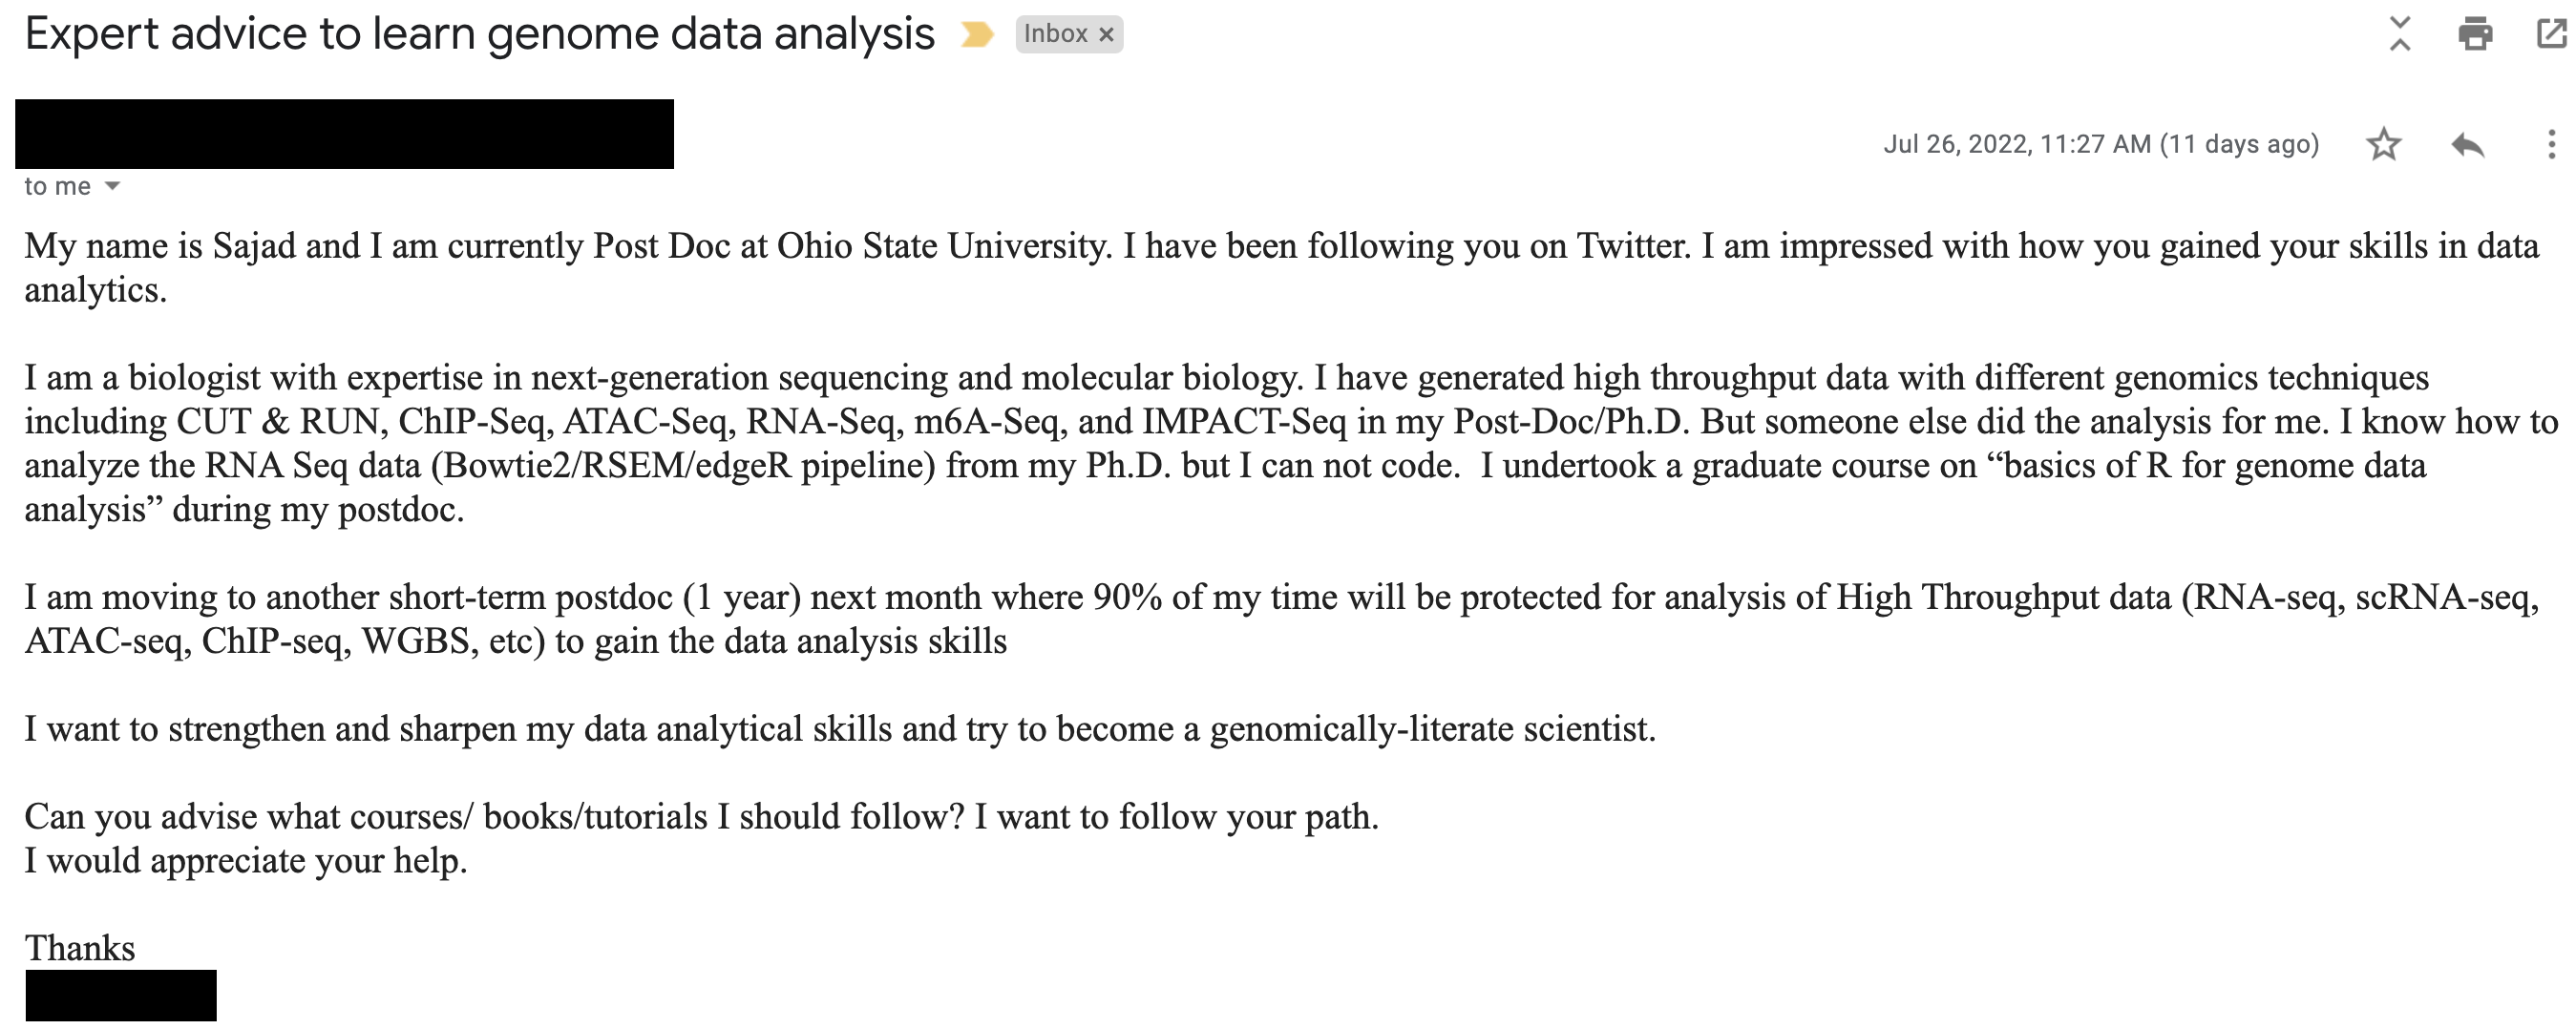 Expert advice to learn genome data analysis Inbox ×
Jul 26, 2022, 11:27 AM (11 days ago)
to me
My name is Sajad and I am currently Post Doc at Ohio State University. I have been following you on Twitter. I am impressed with how you gained your skills in data
analytics.
I am a biologist with expertise in next-generation sequencing and molecular biology. I have generated high throughput data with different genomics techniques
including CUT & RUN, ChIP-Seq, ATAC-Seq, RNA-Seq, m6A-Seq, and IMPACT-Seq in my Post-Doc/Ph.D. But someone else did the analysis for me. I know how to
analyze the RNA Seq data (Bowtie2/RSEM/edgeR pipeline) from my Ph.D. but I can not code.  I undertook a graduate course on “basics of R for genome data
analysis” during my postdoc.
I am moving to another short-term postdoc (1 year) next month where 90% of my time will be protected for analysis of High Throughput data (RNA-seq, scRNA-seq,
ATAC-seq, ChIP-seq, WGBS, etc) to gain the data analysis skills
I want to strengthen and sharpen my data analytical skills and try to become a genomically-literate scientist.
Can you advise what courses/ books/tutorials I should follow? I want to follow your path.
I would appreciate your help.
Thanks